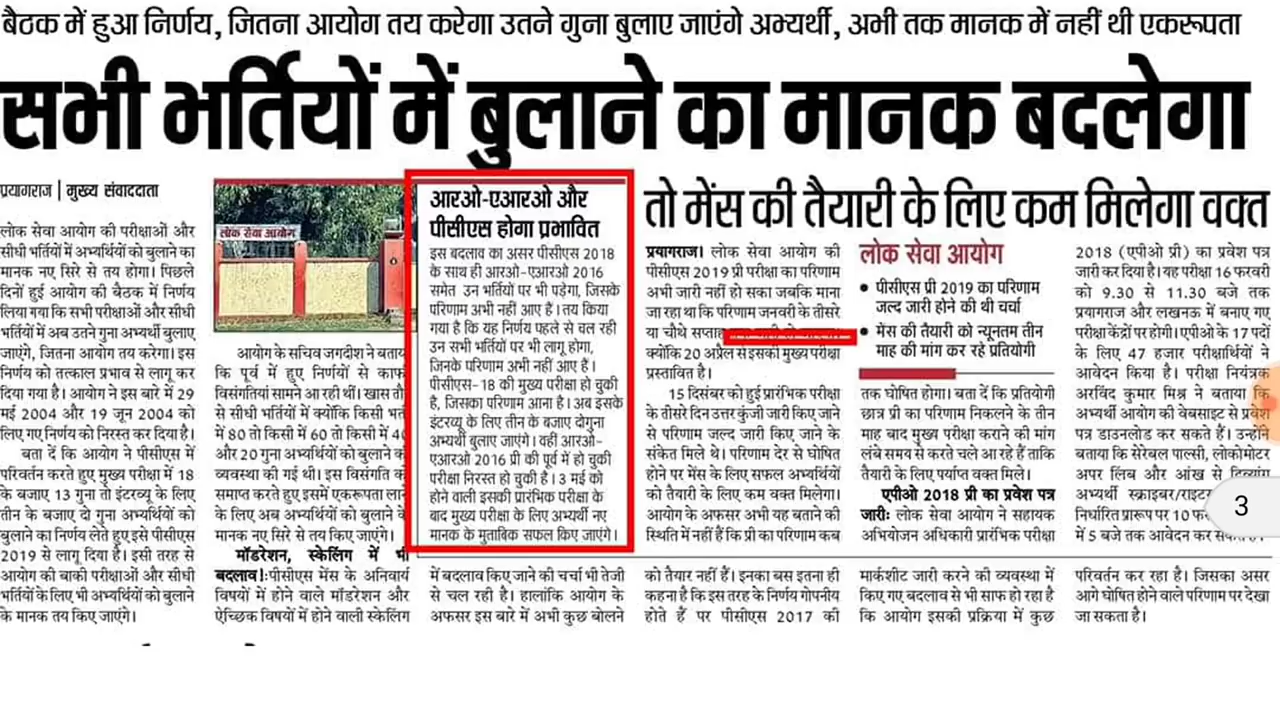 बैठक में हुआ निर्णय, जितना आयोग तय करेगा उतने गुना बुलाए जाएंगे अभ्यर्थी, अभी तक मानक में नहीं थी एकरूपता
सभी भर्तियों में बुलाने का मानक बदलेगा
प्रयागराज | मुख्य संवाददाता
लोक सेवा आयोग की परीक्षाओं और
सीधी भर्तियों में अभ्यर्थियों को बुलाने का
मानक नए सिरे से तय होगा। पिछले
दिनों हुई आयोग की बैठक में निर्णय
लिया गया कि सभी परीक्षाओं और सीधी
भर्तियों में अब उतने गुना अभ्यर्थी बुलाए
जाएंगे, जितना आयोग तय करेगा। इस
निर्णय को तत्काल प्रभाव से लागू कर
दिया गया है। आयोग ने इस बारे में 29
मई 2004 और 19 जून 2004 को
लिए गए निर्णय को निरस्त कर दिया है।
बता दें कि आयोग ने पीसीएस में
परिवर्तन करते हुए मुख्य परीक्षा में 18
के बजाए 13 गुना तो इंटरव्यू के लिए
तीन के बजाए दो गुना अभ्यर्थियों को
बुलाने का निर्णय लेते हुए इसे पीसीएस
2019 से लागू दिया है। इसी तरह से
आयोग की बाकी परीक्षाओं और सीधी
भर्तियों के लिए भी अभ्यर्थियों को बुलाने
के मानक तय किए जाएंगे।
लोक सेवा आयोग
आयोग के सचिव जगदीश ने
कि पूर्व में हुए निर्णयों से
विसंगतियां सामने आ रही थीं। खास
से सीधी भर्तियों में क्योंकि किसी
में 80 तो किसी में 60 तो किसी में
और 20 गुना अभ्यर्थियों को बुलाने
व्यवस्था की गई थी। इस विसंगति
समाप्त करते हुए इसमें एकरूपता लाने
के लिए अब अभ्यर्थियों को बुलाने के
मानक नए सिरे से तय किए जाएंगे।
मॉडरेशन, स्केलिंग में भी
बदलाव!:पीसीएस मेंस के अनिवार्य
विषयों में होने वाले मॉडरेशन और
ऐच्छिक विषयों में होने वाली स्केलिंग
आरओ-एआरओ और
पीसीएस होगा प्रभावित
इस बदलाव का असर पीसीएस 2018
के साथ ही आरओ-एआरओ 2016
समेत उन भर्तियों पर भी पड़ेगा, जिसके
परिणाम अभी नहीं आए हैं। तय किया
गया है कि यह निर्णय पहले से चल रही
उन सभी भर्तियों पर भी लागू होगा,
जिनके परिणाम अभी नहीं आए हैं।
पीसीएस-18 की मुख्य परीक्षा हो चुकी
है, जिसका परिणाम आना है। अब इसके
इंटरव्यू के लिए तीन के बजाए दोगुना
अभ्यर्थी बुलाए जाएंगे। वहीं आरओ-
एआरओ 2016 प्री की पूर्व में हो चुकी
परीक्षा निरस्त हो चुकी है। 3 मई को
होने वाली इसकी प्रारंभिक परीक्षा के
बाद मुख्य परीक्षा के लिए अभ्यर्थी नए
मानक के मुताबिक सफल किए जाएंगे।
में बदलाव किए जाने की चर्चा भी तेजी
से चल रही है। हालांकि आयोग के
अफसर इस बारे में अभी कुछ बोलने
को तैयार नहीं हैं। इनका बस इतना ही
कहना है कि इस तरह के निर्णय गोपनीय
होते हैं पर पीसीएस 2017 की
मार्कशीट जारी करने की व्यवस्था में
किए गए बदलाव से भी साफ हो रहा है
कि आयोग इसकी प्रक्रिया में कुछ
परिवर्तन कर रहा है। जिसका असर
आगे घोषित होने वाले परिणाम पर देखा
जा सकता है।
तो मेंस की तैयारी के लिए कम मिलेगा वक्त
प्रयागराज। लोक सेवा आयोग की
पीसीएस 2019 प्री परीक्षा का परिणाम
अभी जारी नहीं हो सका जबकि माना
जा रहा था कि परिणाम जनवरी के तीसरे
या चौथे सप्ताह
क्योंकि 20 अप्रैल से इसकी मुख्य परीक्षा
प्रस्तावित है।
15 दिसंबर को हुई प्रारंभिक परीक्षा
के तीसरे दिन उत्तर कुंजी जारी किए जाने
से परिणाम जल्द जारी किए जाने के
संकेत मिले थे। परिणाम देर से घोषित
होने पर मेंस के लिए सफल अभ्यर्थियों
को तैयारी के लिए कम वक्त मिलेगा।
आयोग के अफसर अभी यह बताने की
स्थिति में नहीं हैं कि प्री का परिणाम कब
लोक सेवा आयोग
● पीसीएस प्री 2019 का परिणाम
जल्द जारी होने की थी चर्चा
● मेंस की तैयारी को न्यूनतम तीन
माह की मांग कर रहे प्रतियोगी
तक घोषित होगा। बता दें कि प्रतियोगी
छात्र प्री का परिणाम निकलने के तीन
माह बाद मुख्य परीक्षा कराने की मांग
लंबे समय से करते चले आ रहे हैं ताकि
तैयारी के लिए पर्याप्त वक्त मिले।
एपीओ 2018 प्री का प्रवेश पत्र
जारी: लोक सेवा आयोग ने सहायक
अभियोजन अधिकारी प्रारंभिक परीक्षा
2018 (एपीओ प्री) का प्रवेश पत्र
जारी कर दिया है। यह परीक्षा 16 फरवरी
को 9.30 से 11.30 बजे तक
प्रयागराज और लखनऊ में बनाए गए
परीक्षा केंद्रों पर होगी। एपीओ के 17 पदों
के लिए 47 हजार परीक्षार्थियों ने
आवेदन किया है। परीक्षा नियंत्रक
अरविंद कुमार मिश्र ने बताया कि
अभ्यर्थी आयोग की वेबसाइट से प्रवेश
पत्र डाउनलोड कर सकते हैं। उन्होंने
बताया कि सेरेबल पाल्सी, लोकोमोटर
अपर लिंब और आंख से दिव्यांग
अभ्यर्थी स्क्राइबर/
निर्धारित प्रारूप पर 10
में 5 बजे तक आवेदन कर
3